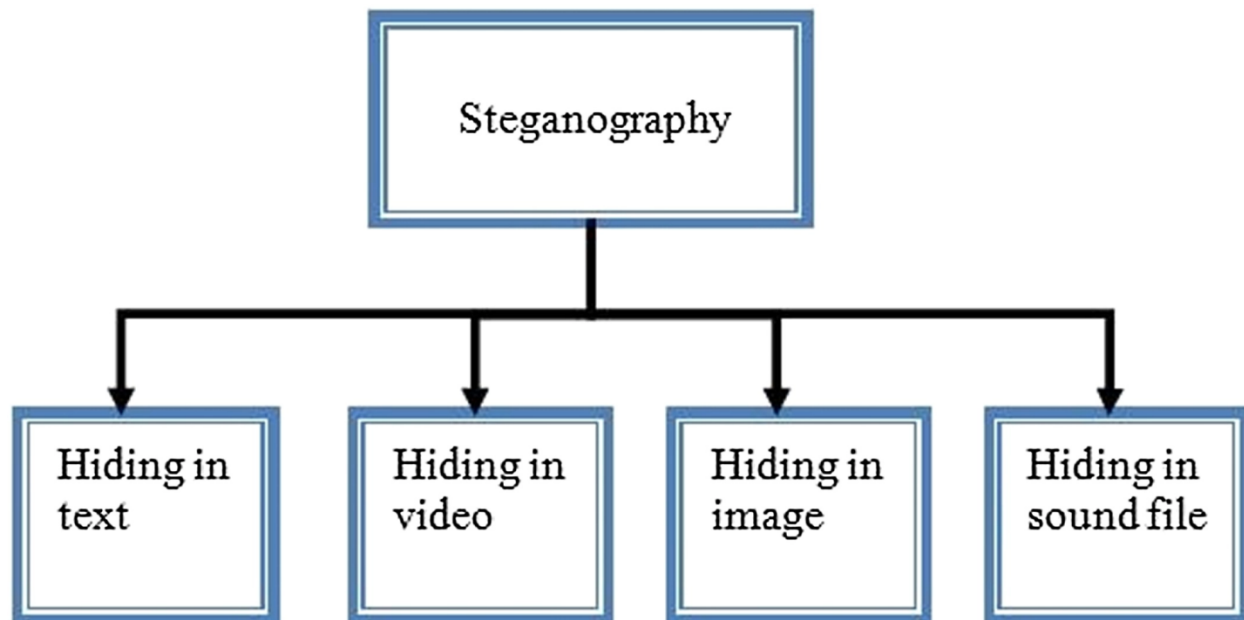 Steganography
Hiding in
text
Hiding in
video
Hiding in
image
Hiding in
sound file